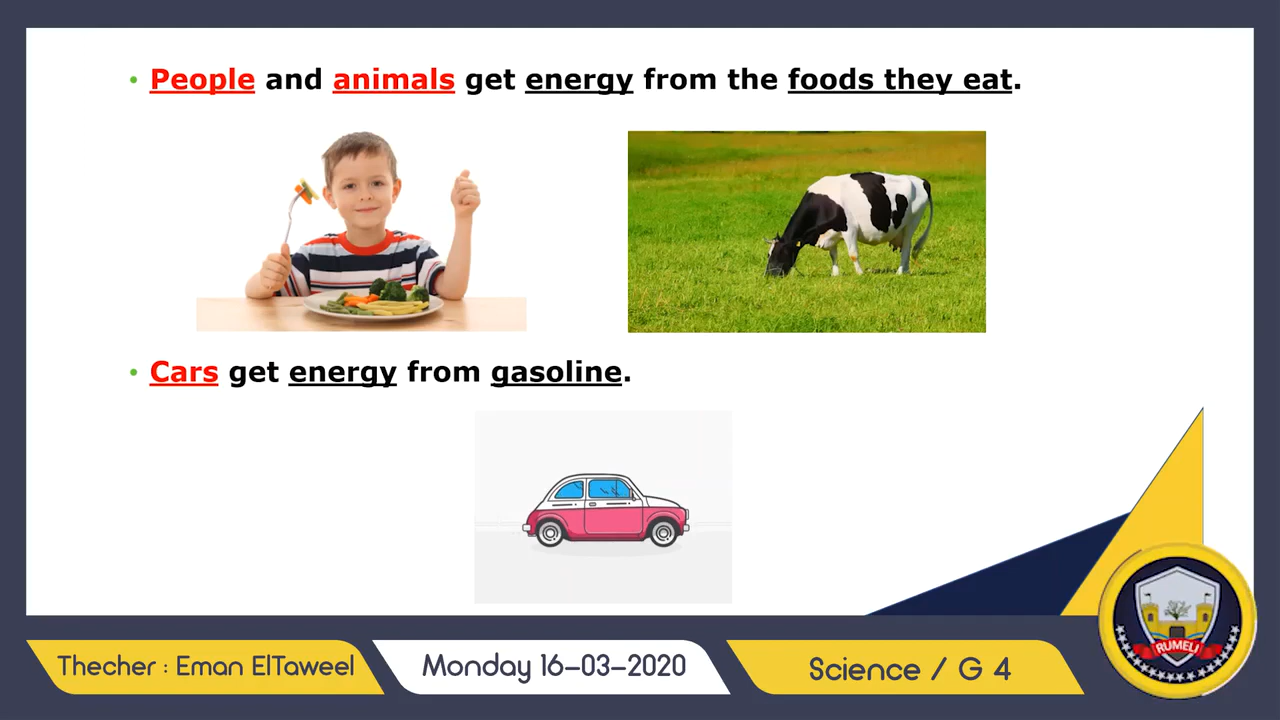 • People and animals get energy from the foods they eat.
• Cars get energy from gasoline.
Thecher : Eman ElTaweel
Monday 16-03-2020
Science / G 4
RUMELI